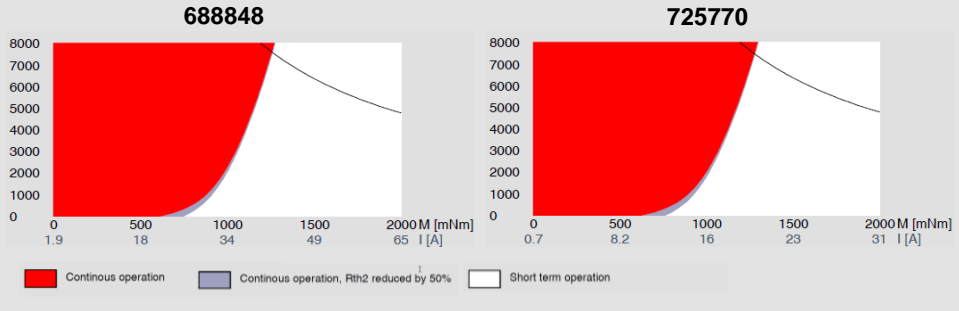 688848
8000
7000
6000
5000
4000
3000
2000
1000
0
0 500 1000 1500 2000 M [mNm]
1.9 18 34 49 65 I [A]
725770
8000
7000
6000
5000
4000
3000
2000
1000
0
0 500 1000 1500 2000 M [mNm]
0.7 8.2 16 23 31 I [A]
Continous operation
Continous operation, Rth2 reduced by 50%
Short term operation